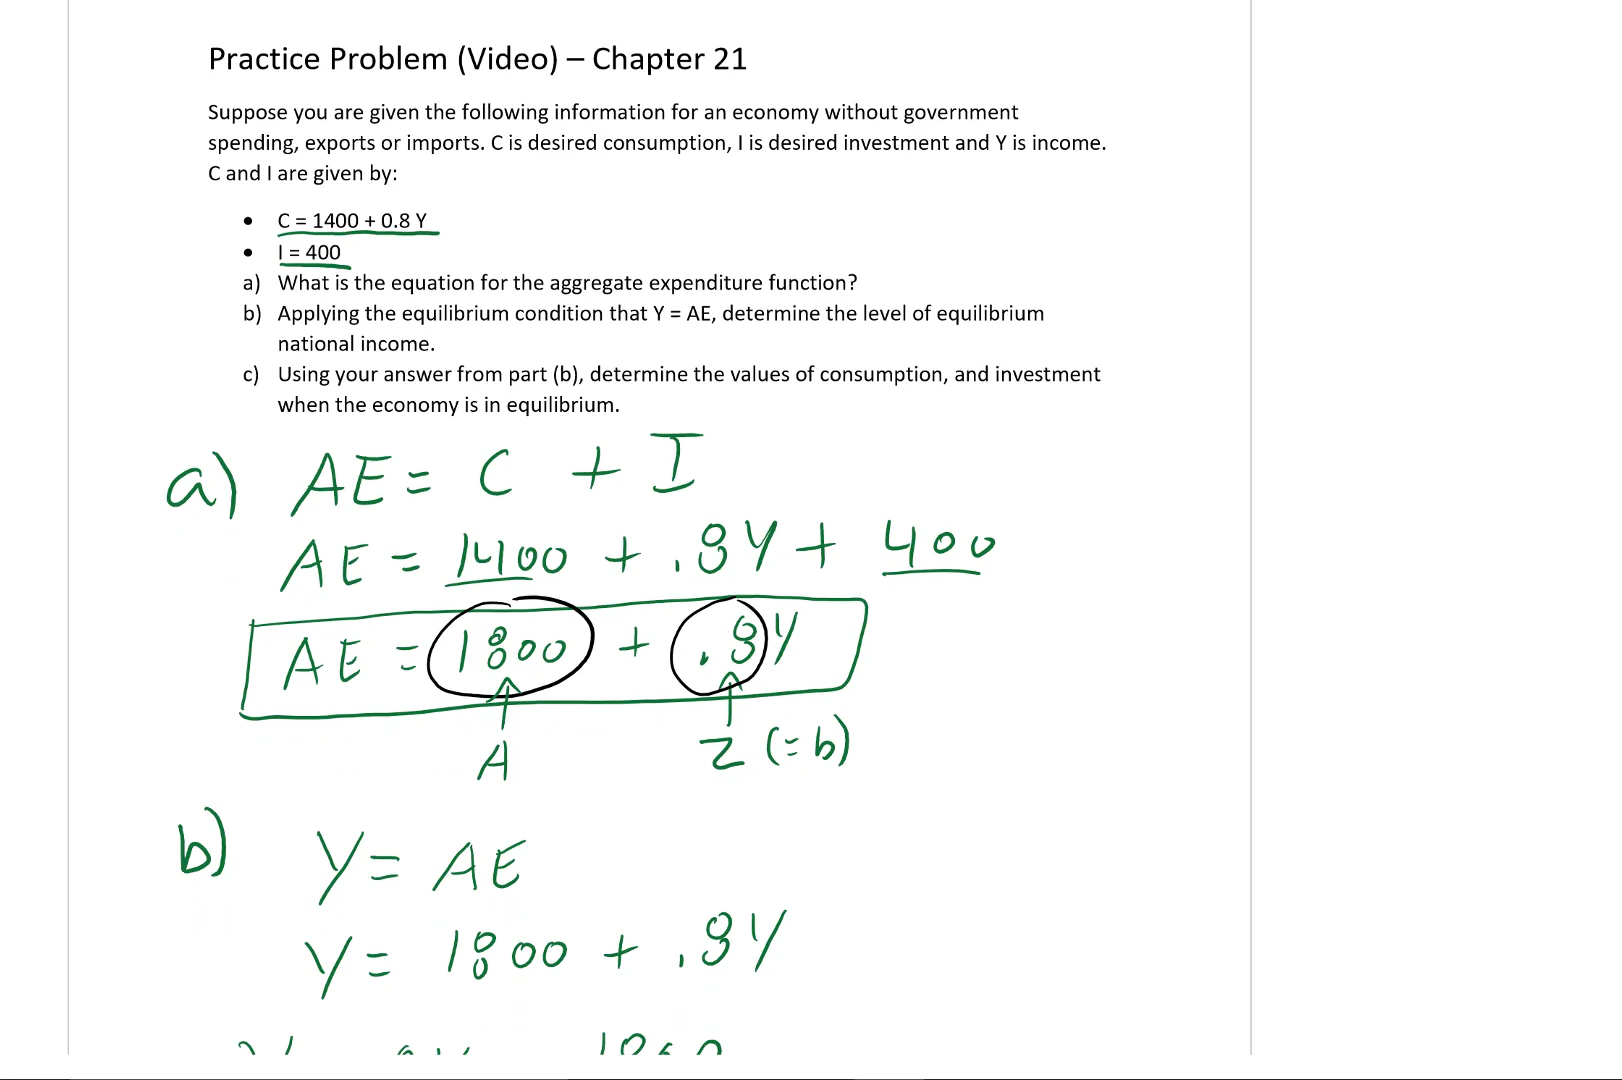 Practice Problem (Video) – Chapter 21
Suppose you are given the following information for an economy without government
spending, exports or imports. C is desired consumption, I is desired investment and Y is income.
C and I are given by:
• C = 1400 + 0.8 Y
• I = 400
a) What is the equation for the aggregate expenditure function?
b) Applying the equilibrium condition that Y = AE, determine the level of equilibrium
national income.
c) Using your answer from part (b), determine the values of consumption, and investment
when the economy is in equilibrium.
a) AE = C + I
AE = 1400 + .8Y + 400
AE = 1800 + .8Y
A z (=b)
b) Y = AE
Y = 1800 + .8Y